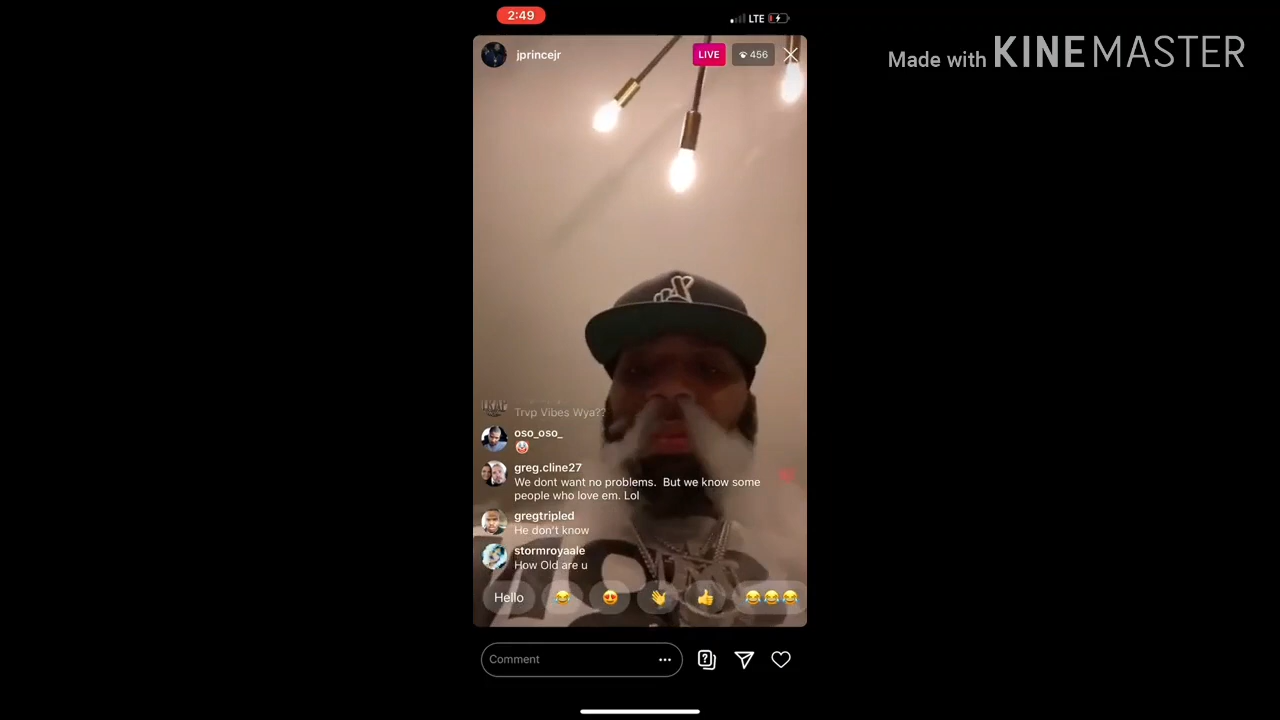 2:49
LTE
Made with KINEMASTER
jprincejr
LIVE
456
Trvp Vibes Wya??
oso_oso_
greg.cline27
We dont want no problems. But we know some
people who love em. Lol
gregtripled
He don't know
stormroyaale
How Old are u
Hello
Comment